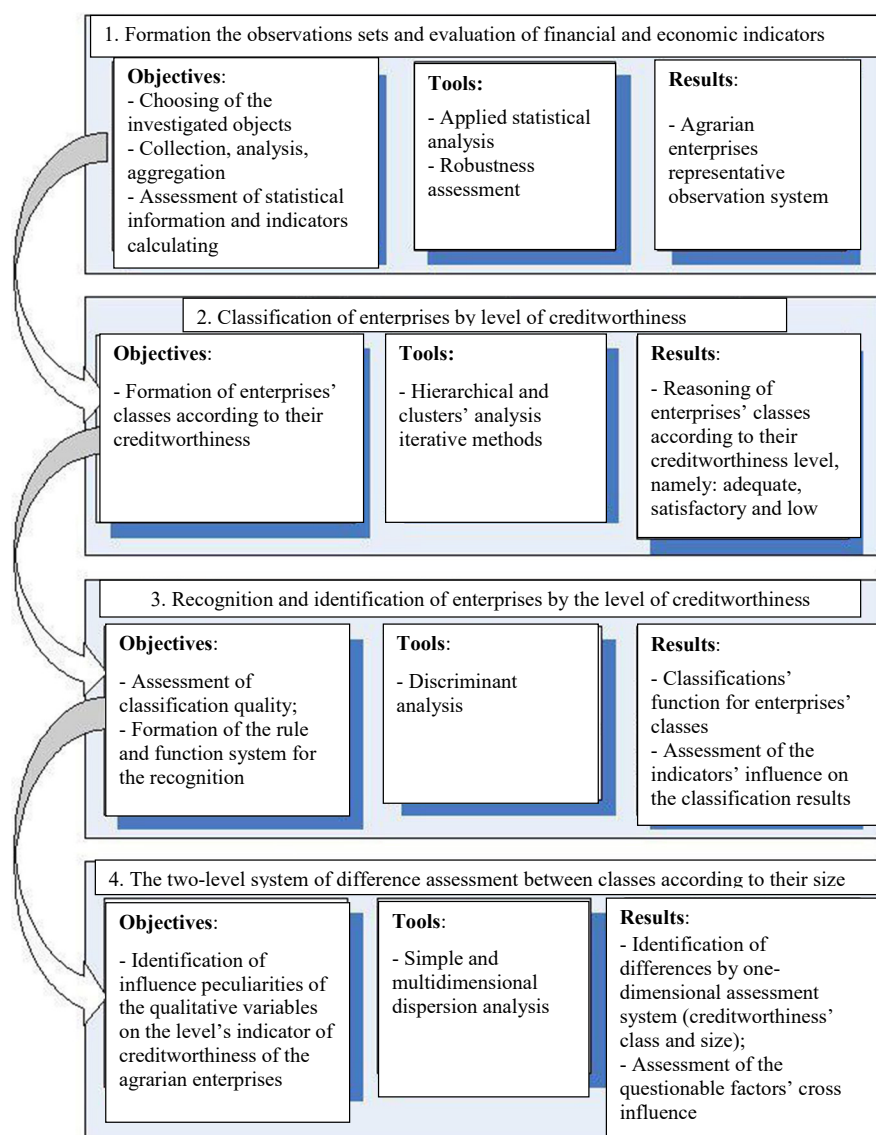 1. Formation the observations sets and evaluation of financial and economic indicators
Objectives:
- Choosing of the
investigated objects
- Collection, analysis,
aggregation
- Assessment of statistical
information and indicators
calculating
Tools:
- Applied statistical
analysis
- Robustness
assessment
Results:
- Agrarian
enterprises
representative
observation system
2. Classification of enterprises by level of creditworthiness
Objectives:
- Formation of enterprises’
classes according to their
creditworthiness
Tools:
- Hierarchical and
clusters’ analysis
iterative methods
Results:
- Reasoning of
enterprises’ classes
according to their
creditworthiness level,
namely: adequate,
satisfactory and low
3. Recognition and identification of enterprises by the level of creditworthiness
Objectives:
- Assessment of
classification quality;
- Formation of the rule
and function system for
the recognition
Tools:
- Discriminant
analysis
Results:
- Classifications’
function for enterprises’
classes
- Assessment of the
indicators’ influence on
the classification results
4. The two-level system of difference assessment between classes according to their size
Objectives:
- Identification of
influence peculiarities of
the qualitative variables
on the level’s indicator of
creditworthiness of the
agrarian enterprises
Tools:
- Simple and
multidimensional
dispersion analysis
Results:
- Identification of
differences by one-
dimensional assessment
system (creditworthiness’
class and size);
- Assessment of the
questionable factors’ cross
influence